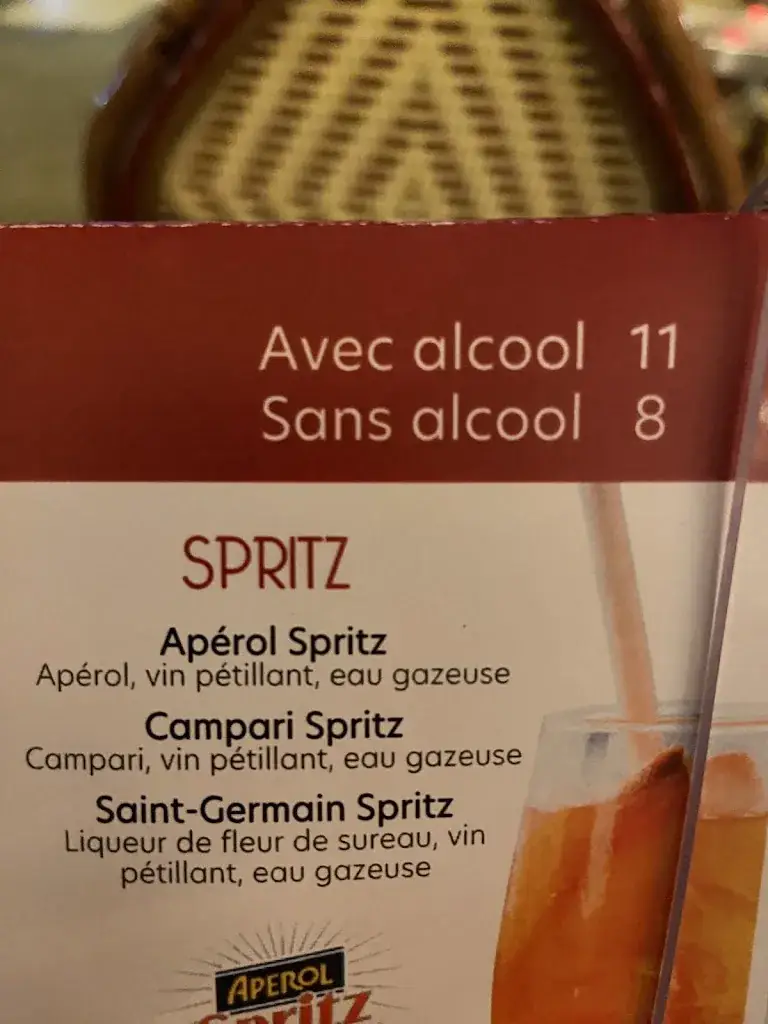 Avec alcool 11
Sans alcool 8
SPRITZ
Apérol Spritz
Apérol, vin pétillant, eau gazeuse
Campari Spritz
Campari, vin pétillant, eau gazeuse
Saint-Germain Spritz
Liqueur de fleur de sureau, vin
pétillant, eau gazeuse
APEROL
Spritz